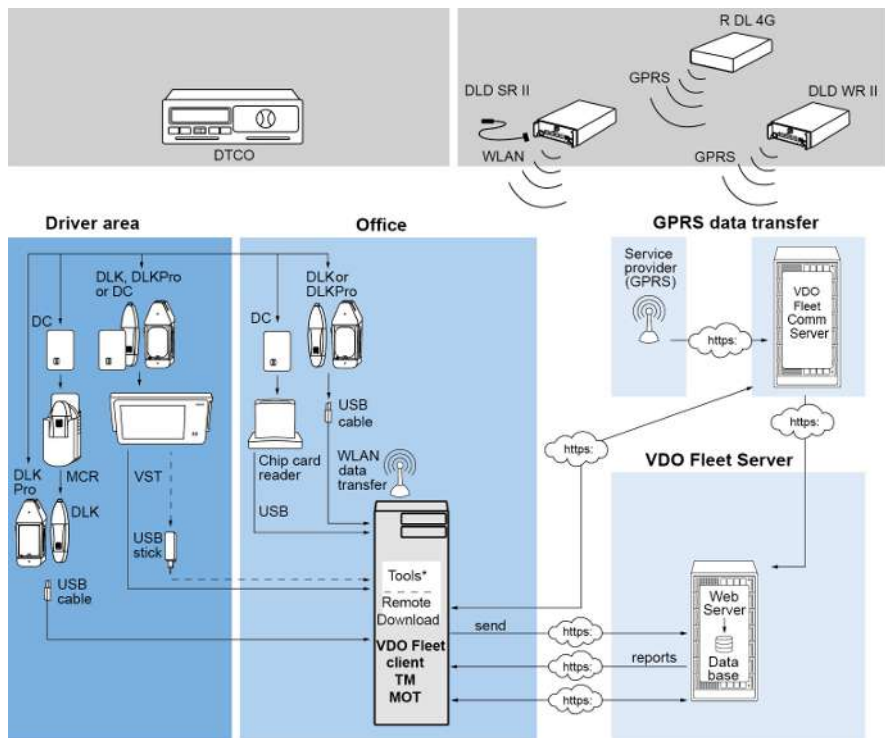 R DL 4G
GPRS
DLD SR II
DLD WR II
WLAN
GPRS
DTCO
Driver area
Office
GPRS data transfer
DLK, DLKPro
or DC
DC
DLK or
DLKPro
DC
Service
provider
(GPRS)
VDO
Fleet
Comm
Server
https:
USB
cable
Chip card
reader
WLAN
data
transfer
https:
https:
VDO Fleet Server
DLK
Pro
MCR
VST
USB
DLK
USB
stick
USB
cable
Tools*
Remote
Download
VDO Fleet
client
TM
MOT
send
https:
reports
https:
https:
Web
Server
Data
base